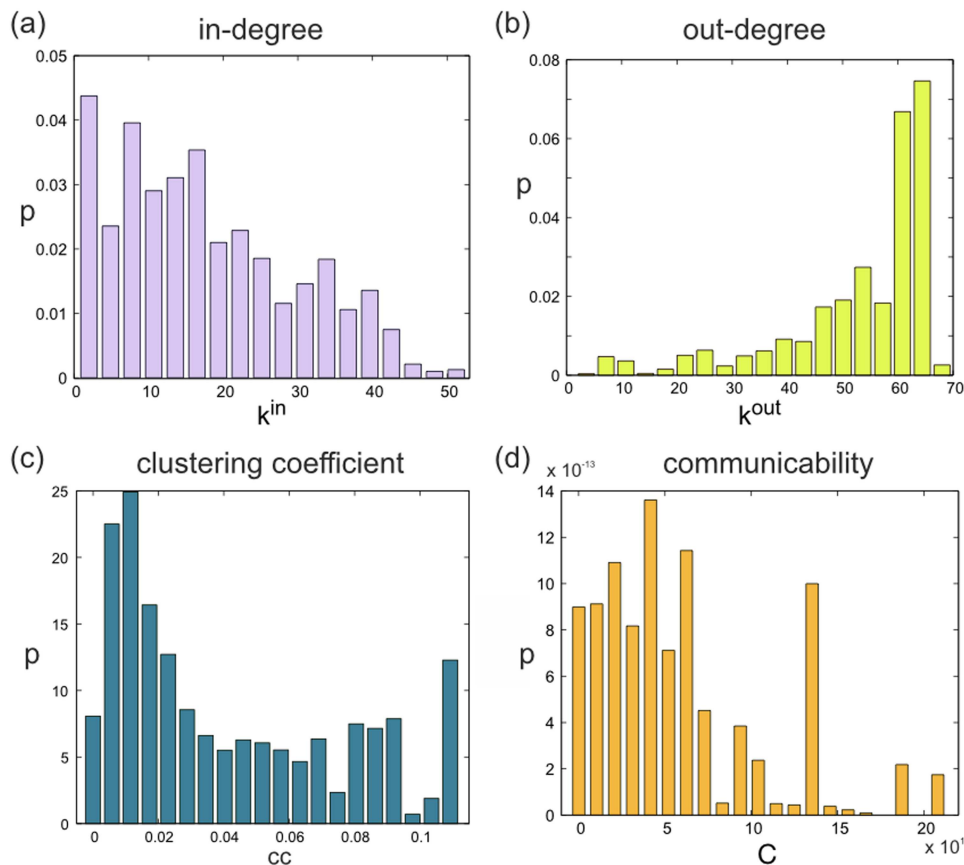 (a) in-degree
0.05
0.04
0.03
0.02
0.01
0
p
0 10 20 30 40 50
k^in
(b) out-degree
0.08
0.06
0.04
0.02
0
p
0 10 20 30 40 50 60 70
k^out
(c) clustering coefficient
25
20
15
10
5
0
p
0 0.02 0.04 0.06 0.08 0.1
cc
(d) communicability
x 10^-13
14
12
10
8
6
4
2
0
p
0 5 10 15 20
x 10^1
C